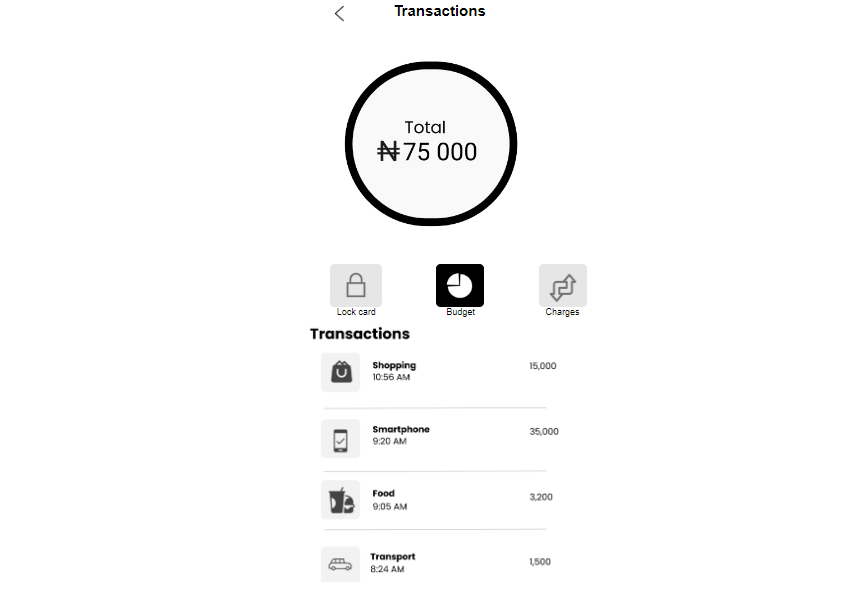 Transactions
Total
₦75 000
Lock card
Budget
Charges
Transactions
Shopping
10:56 AM
15,000
Smartphone
9:20 AM
35,000
Food
9:05 AM
3,200
Transport
8:24 AM
1,500